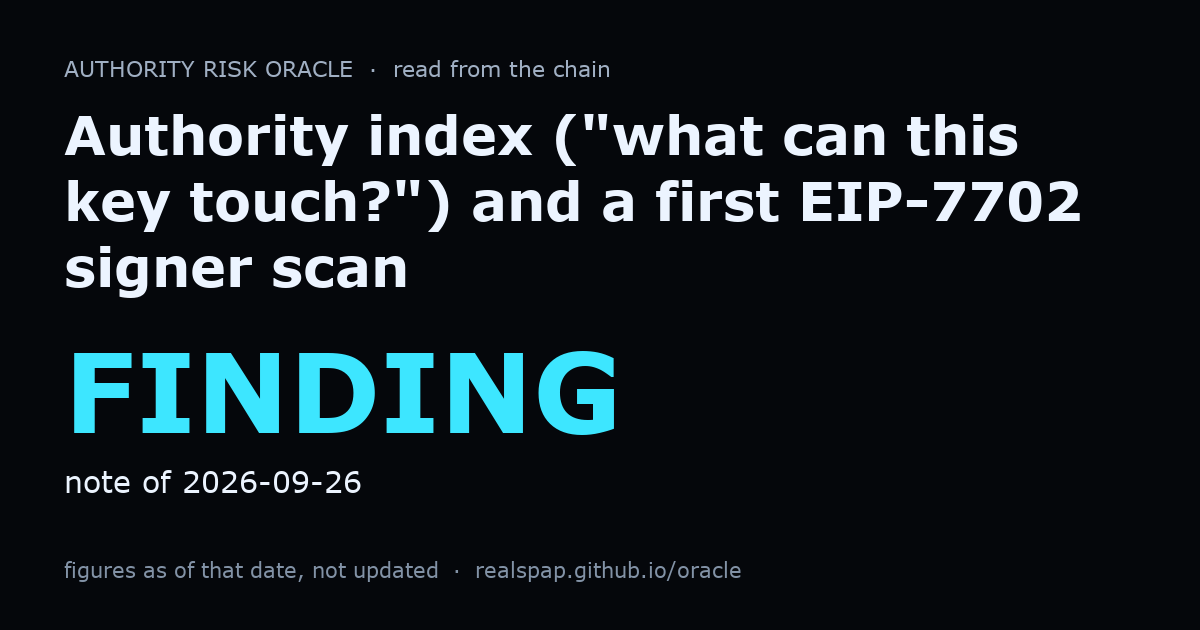 AUTHORITY RISK ORACLE · read from the chain
Authority index ("what can this
key touch?") and a first EIP-7702
signer scan
FINDING
note of 2026-09-26
figures as of that date, not updated · realspap.github.io/oracle